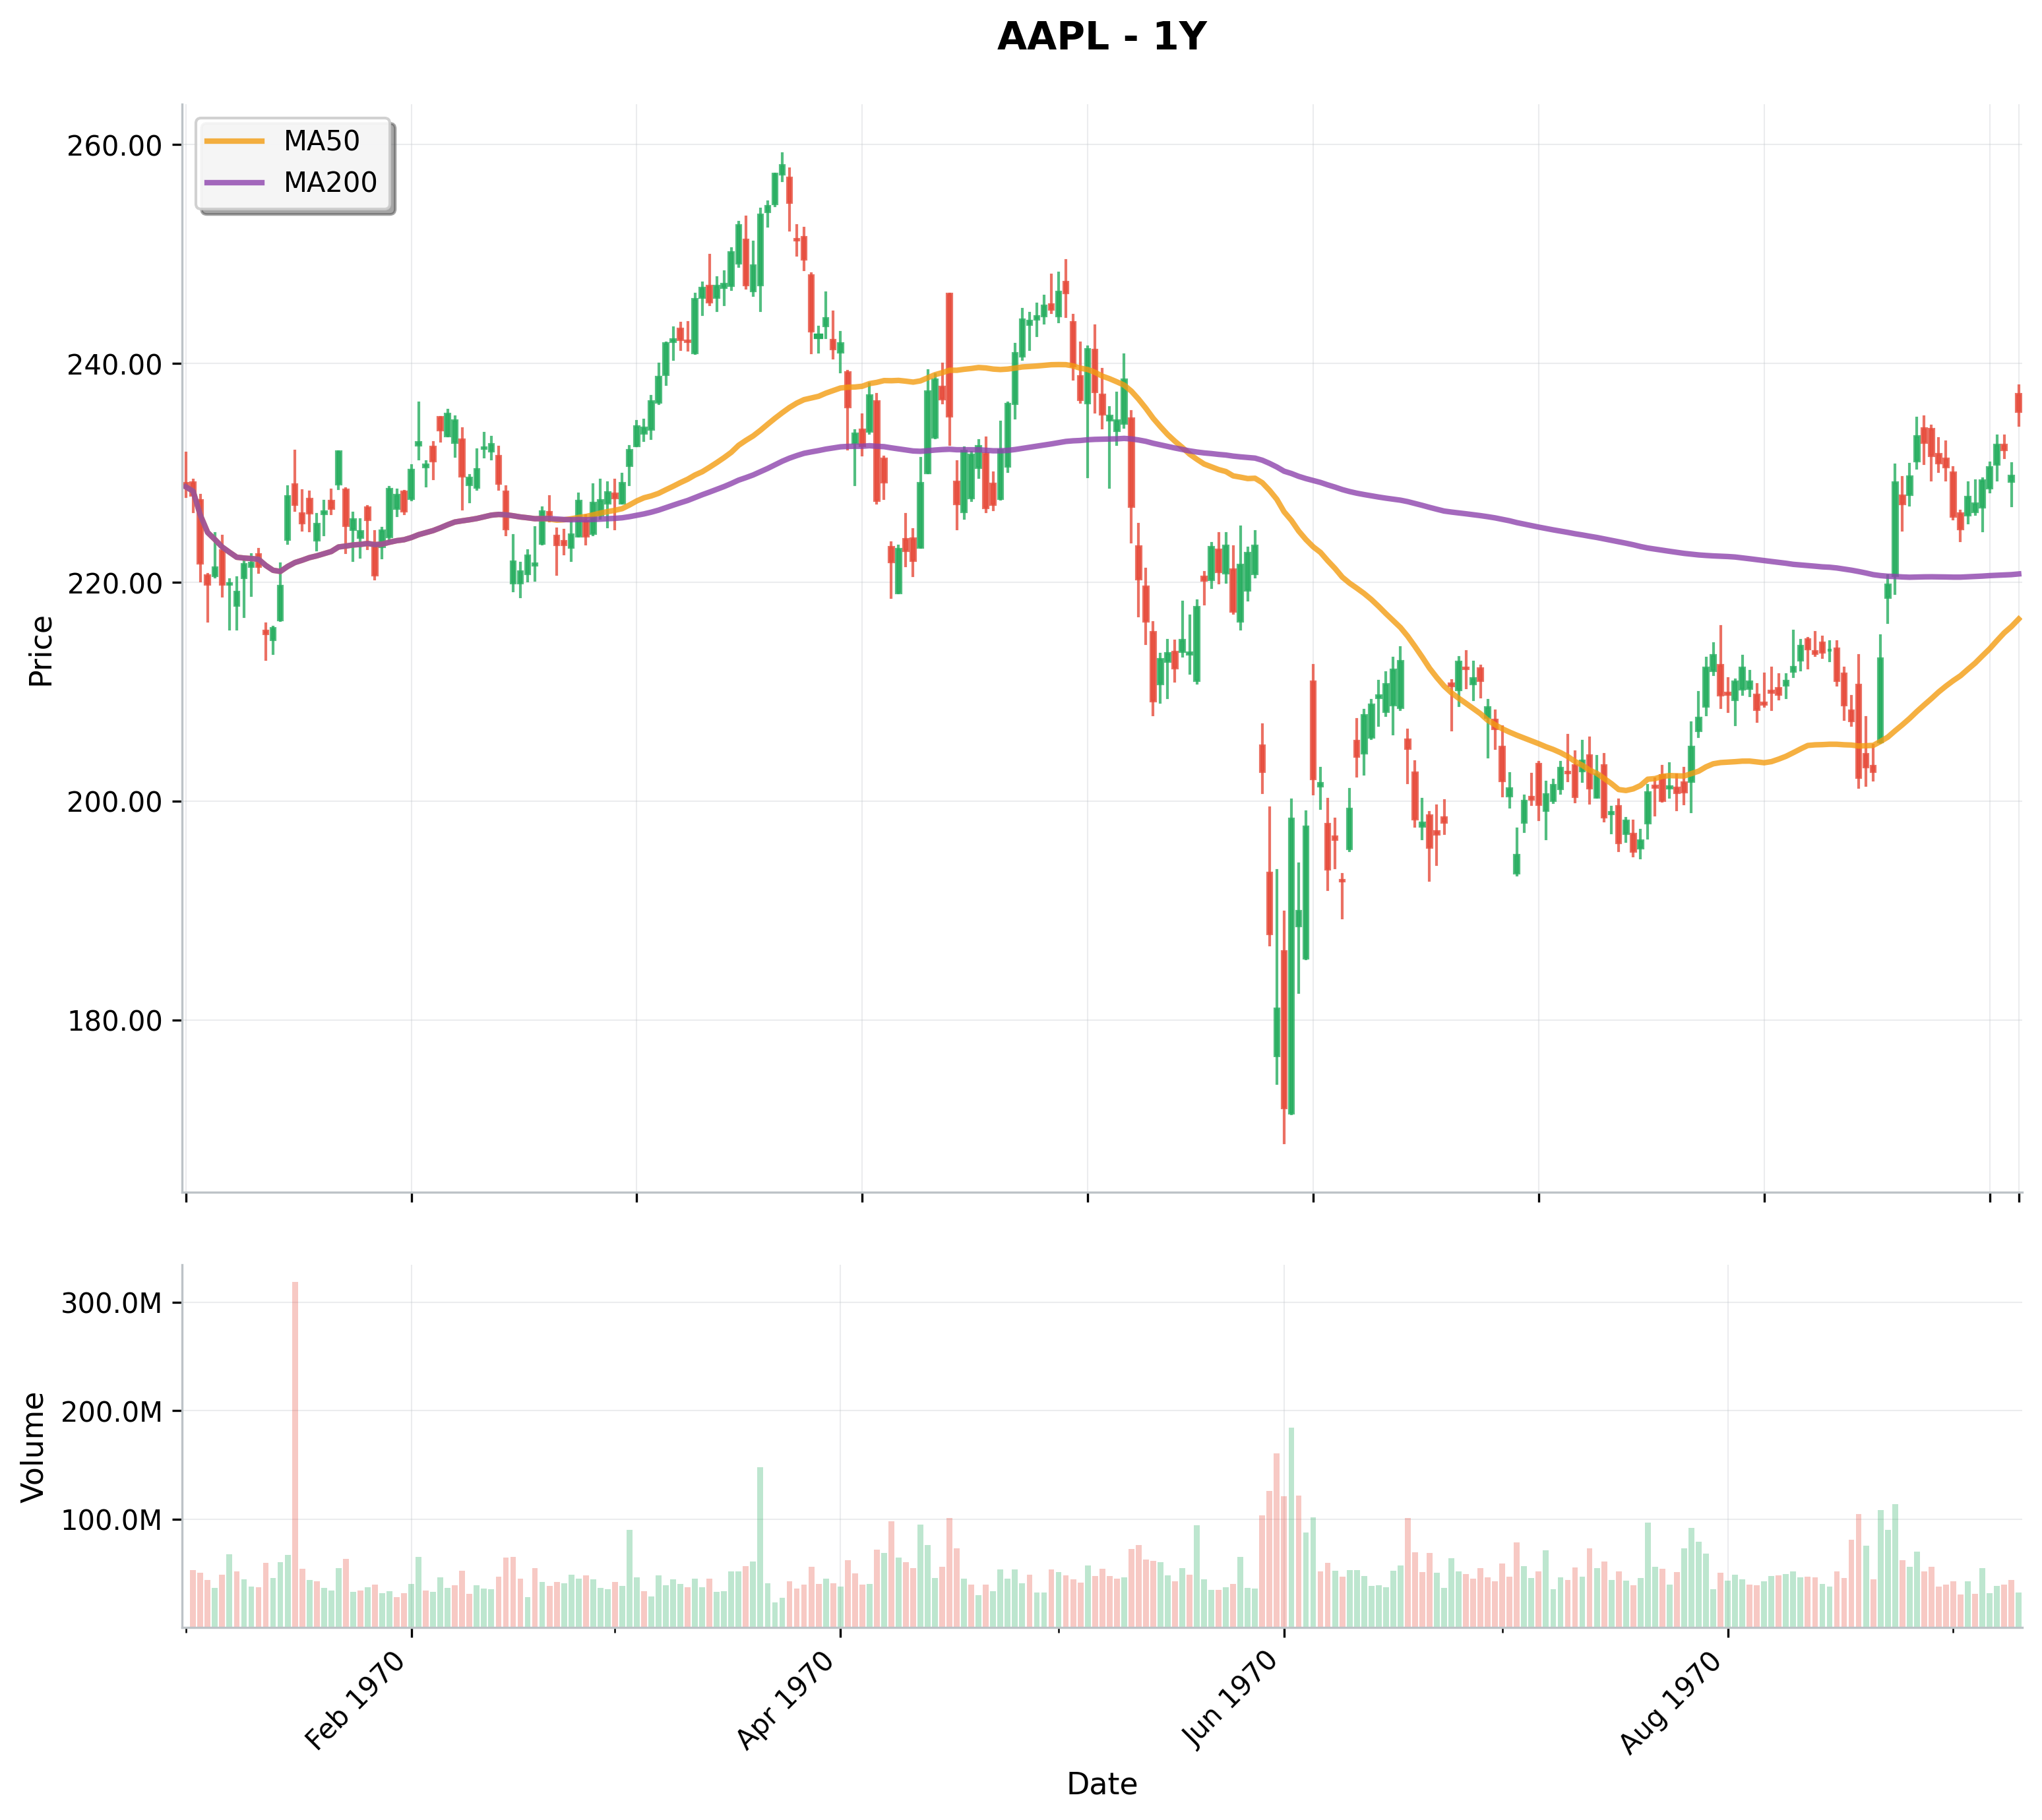 AAPL - 1Y
MA50
MA200
260.00
240.00
220.00
200.00
180.00
Price
300.0M
200.0M
100.0M
Volume
Feb 1970
Apr 1970
Jun 1970
Aug 1970
Date